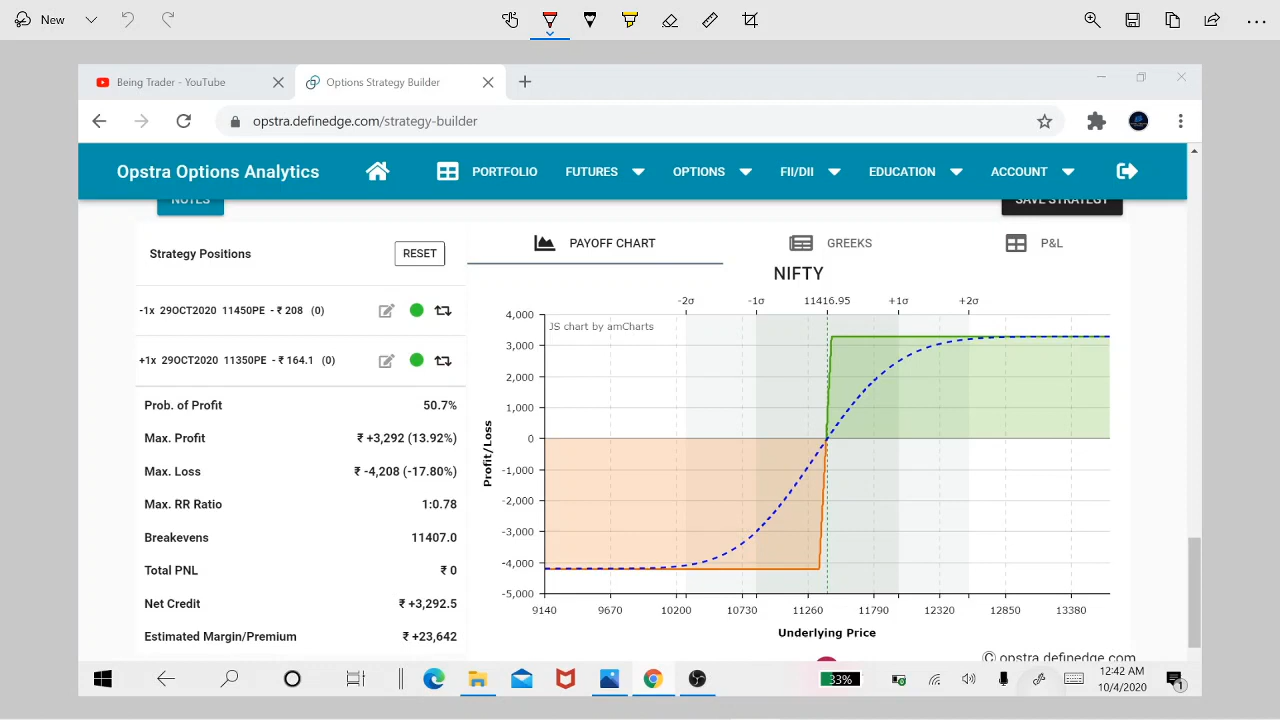 New
Being Trader - YouTube
Options Strategy Builder
opstra.definedge.com/strategy-builder
Opstra Options Analytics
PORTFOLIO
FUTURES
OPTIONS
FII/DII
EDUCATION
ACCOUNT
NOTES
SAVE STRATEGY
Strategy Positions
RESET
PAYOFF CHART
GREEKS
P&L
NIFTY
-1x 29OCT2020 11450PE - ₹ 208 (0)
+1x 29OCT2020 11350PE - ₹ 164.1 (0)
Prob. of Profit 50.7%
Max. Profit ₹ +3,292 (13.92%)
Max. Loss ₹ -4,208 (-17.80%)
Max. RR Ratio 1:0.78
Breakevens 11407.0
Total PNL ₹ 0
Net Credit ₹ +3,292.5
Estimated Margin/Premium ₹ +23,642
-2σ -1σ 11416.95 +1σ +2σ
JS chart by amCharts
4,000
3,000
2,000
1,000
0
-1,000
-2,000
-3,000
-4,000
-5,000
Profit/Loss
9140 9670 10200 10730 11260 11790 12320 12850 13380
Underlying Price
© opstra.definedge.com
33%
12:42 AM
10/4/2020
1